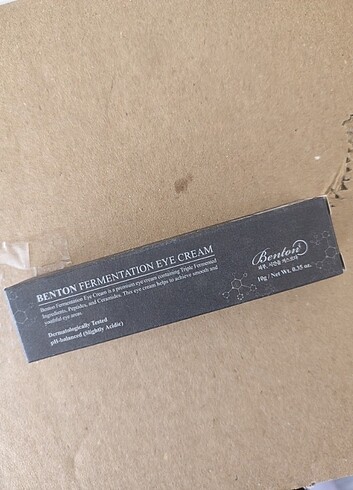 BENTON FERMENTATION EYE CREAM
Benton Fermentation Eye Cream is a premium eye cream containing Triple Fermented
Ingredients, Peptides, and Ceramides. This eye cream helps to achieve smooth and
youthful eye areas.
Dermatologically Tested
pH-balanced (Slightly Acidic)
Benton
10g / Net Wt. 0.35 oz.